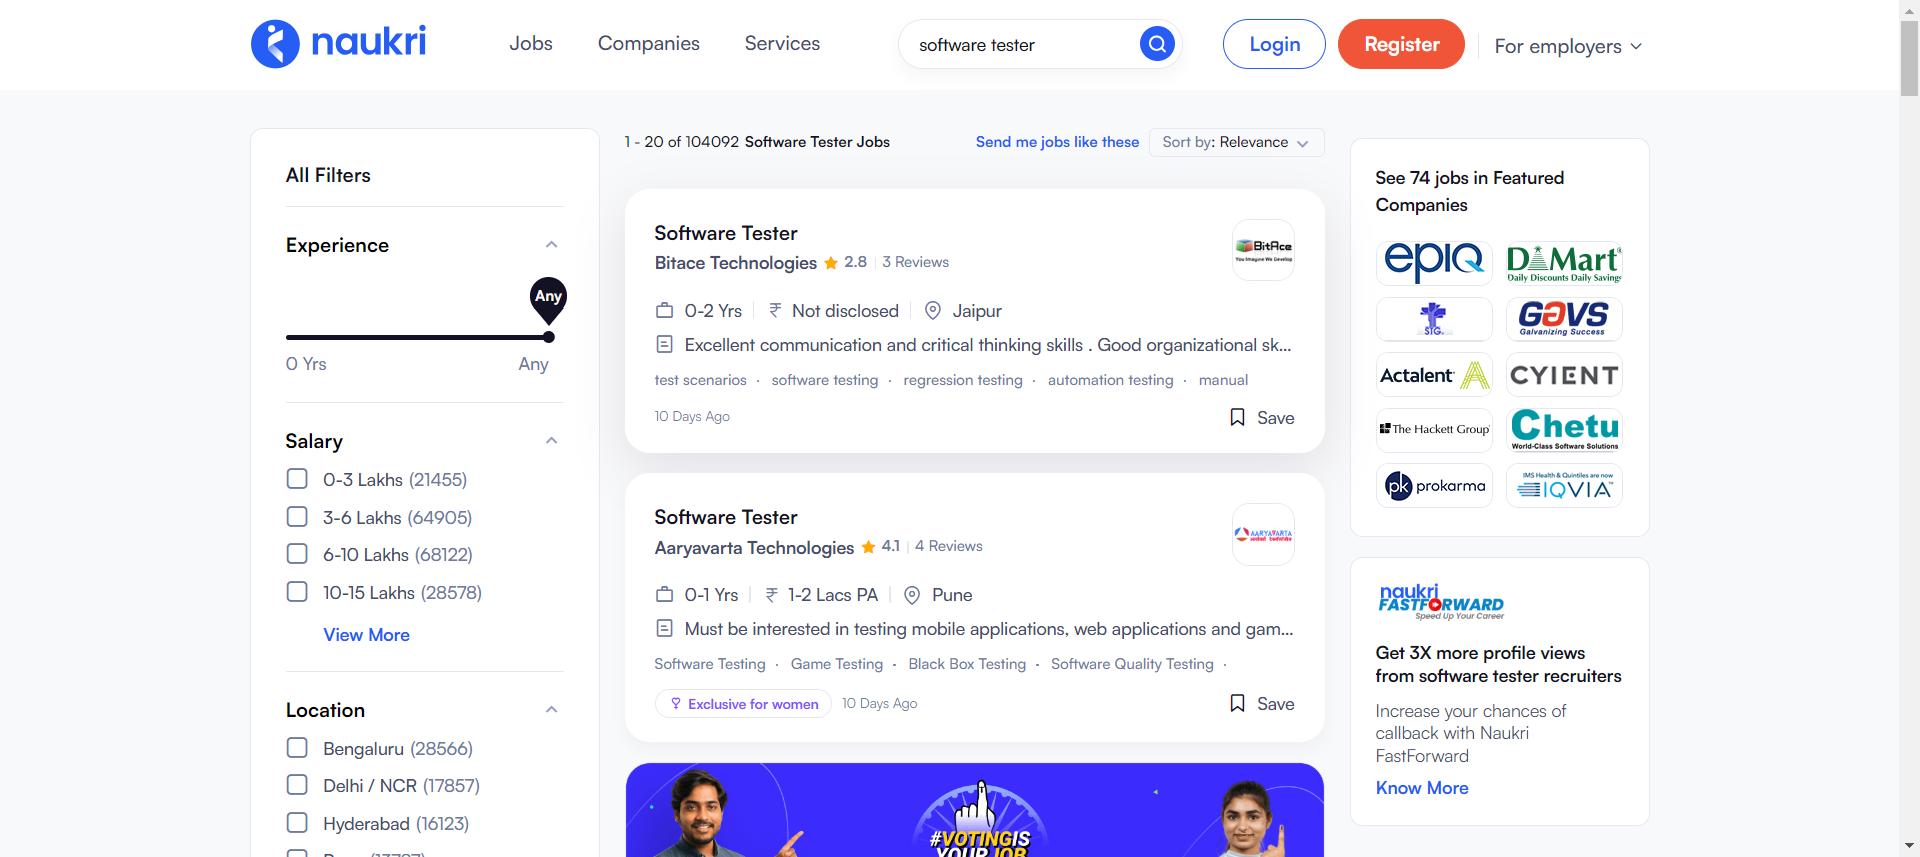 naukri
Jobs
Companies
Services
software tester
Login
Register
For employers
All Filters
Experience
Any
0 Yrs
Any
Salary
0-3 Lakhs (21455)
3-6 Lakhs (64905)
6-10 Lakhs (68122)
10-15 Lakhs (28578)
View More
Location
Bengaluru (28566)
Delhi / NCR (17857)
Hyderabad (16123)
1 - 20 of 104092 Software Tester Jobs
Send me jobs like these
Sort by: Relevance
Software Tester
Bitace Technologies 2.8 3 Reviews
BitAce
You Imagine We Develop
0-2 Yrs ₹ Not disclosed Jaipur
Excellent communication and critical thinking skills . Good organizational sk...
test scenarios · software testing · regression testing · automation testing · manual
10 Days Ago
Save
Software Tester
Aaryavarta Technologies 4.1 4 Reviews
AARYAVARTA
0-1 Yrs ₹ 1-2 Lacs PA Pune
Must be interested in testing mobile applications, web applications and gam...
Software Testing · Game Testing · Black Box Testing · Software Quality Testing ·
Exclusive for women
10 Days Ago
Save
#VOTING IS
YOUR JOB
See 74 jobs in Featured
Companies
epiq
DMart
Daily Discounts Daily Savings
STG.
GAVS
Galvanizing Success
Actalent
CYIENT
The Hackett Group
Chetu
World-Class Software Solutions
pk prokarma
IMS Health & Quintiles are now
IQVIA™
naukri
FASTFORWARD
Speed Up Your Career
Get 3X more profile views
from software tester recruiters
Increase your chances of
callback with Naukri
FastForward
Know More